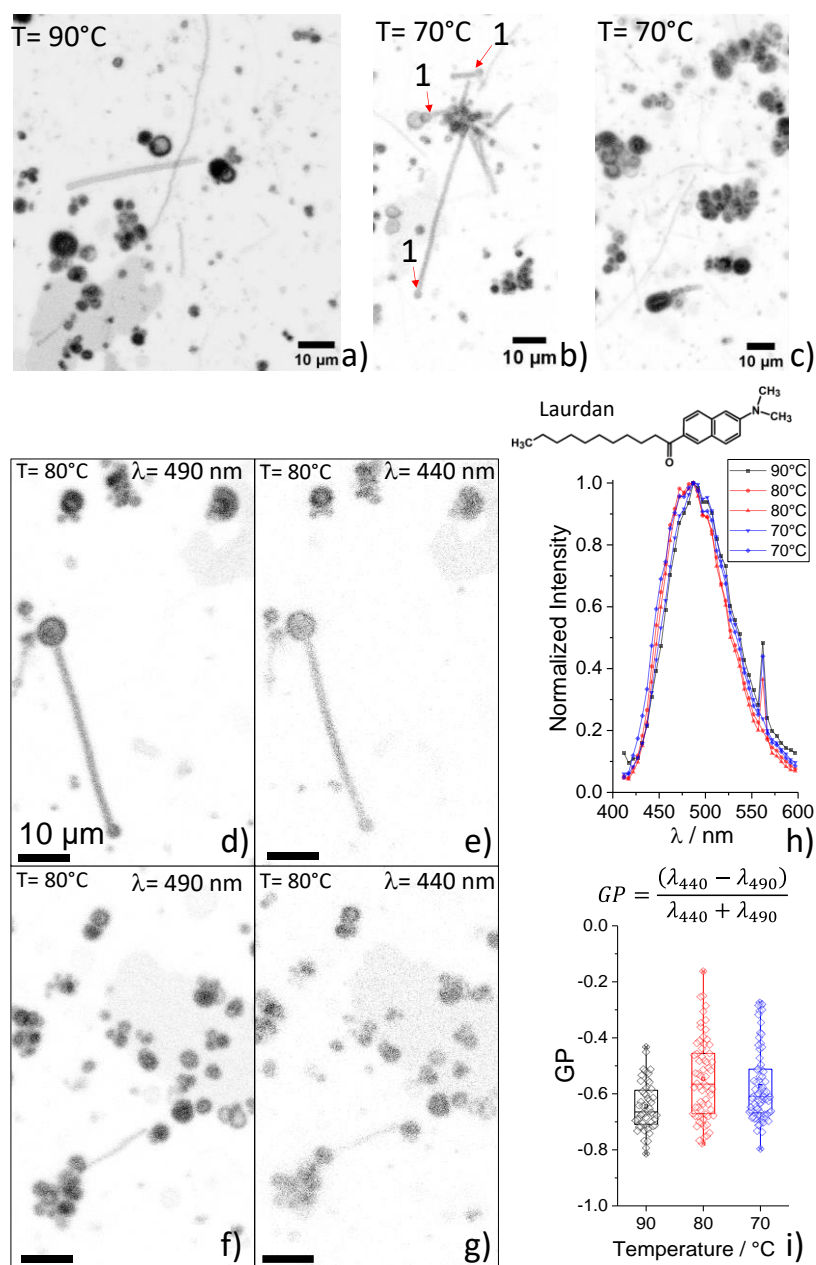 T= 90°C
10 µm
a)
T= 70°C
1
1
1
10 µm
b)
T= 70°C
10 µm
c)
T= 80°C
λ= 490 nm
10 µm
d)
T= 80°C
λ= 440 nm
e)
T= 80°C
λ= 490 nm
f)
T= 80°C
λ= 440 nm
g)
Laurdan
H₃C
O
N
CH₃
CH₃
90°C
80°C
80°C
70°C
70°C
Normalized Intensity
1.0
0.8
0.6
0.4
0.2
0.0
400 450 500 550 600
λ / nm
h)
GP = (λ₄₄₀ − λ₄₉₀) / λ₄₄₀ + λ₄₉₀
GP
0.0
-0.2
-0.4
-0.6
-0.8
-1.0
90 80 70
Temperature / °C
i)